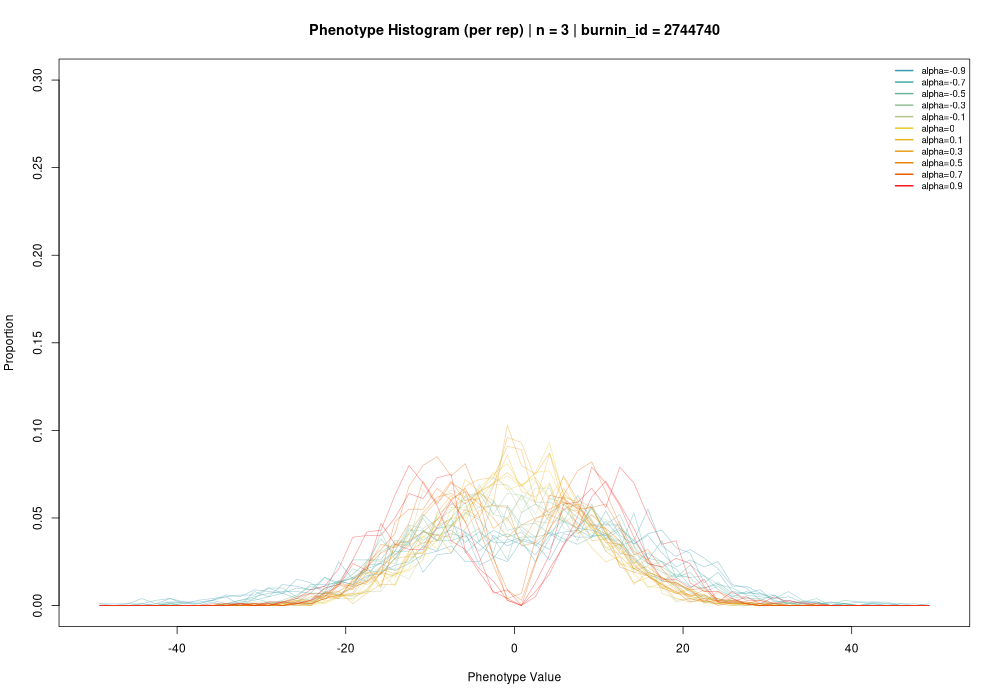 Phenotype Histogram (per rep) | n = 3 | burnin_id = 2744740
alpha=-0.9
alpha=-0.7
alpha=-0.5
alpha=-0.3
alpha=-0.1
alpha=0
alpha=0.1
alpha=0.3
alpha=0.5
alpha=0.7
alpha=0.9
Proportion
0.30
0.25
0.20
0.15
0.10
0.05
0.00
-40
-20
0
20
40
Phenotype Value